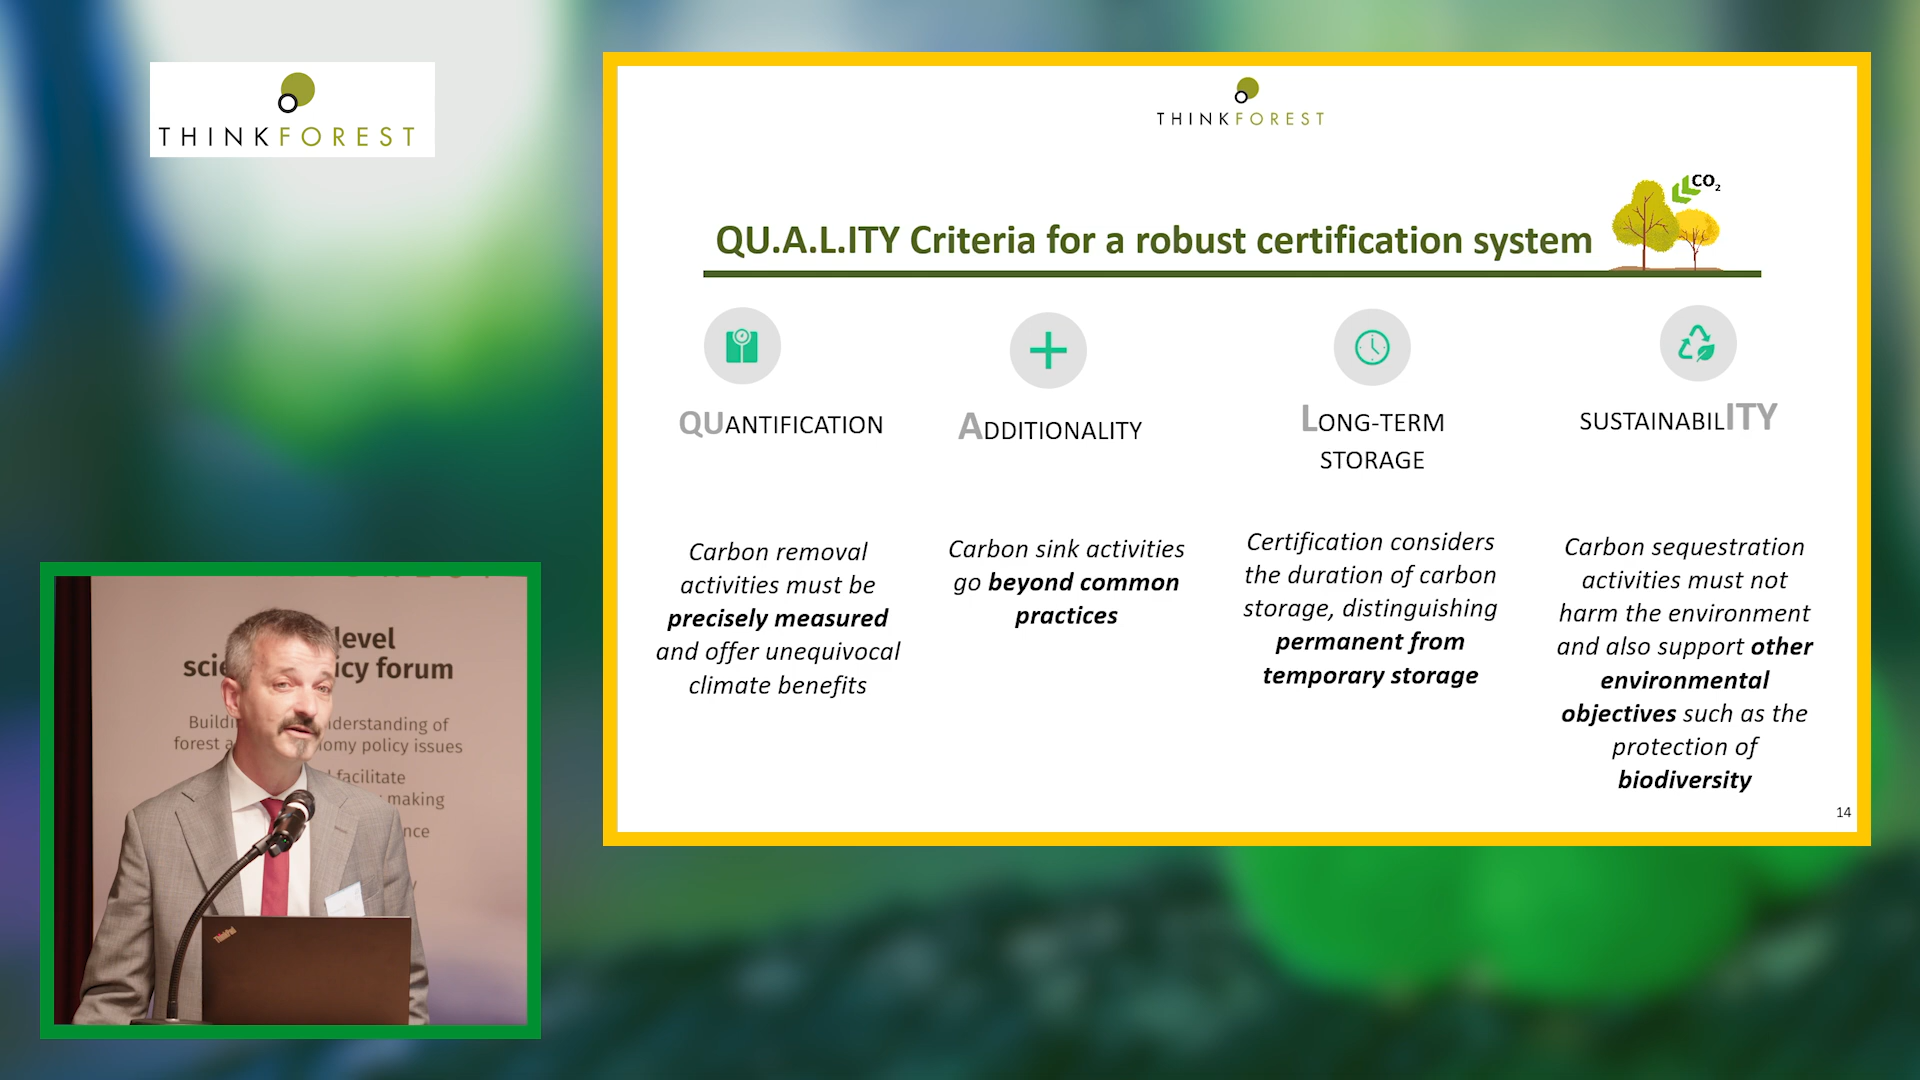 THINKFOREST
THINKFOREST
CO2
QU.A.L.ITY Criteria for a robust certification system
QUANTIFICATION
Carbon removal
activities must be
precisely measured
and offer unequivocal
climate benefits
ADDITIONALITY
Carbon sink activities
go beyond common
practices
LONG-TERM
STORAGE
Certification considers
the duration of carbon
storage, distinguishing
permanent from
temporary storage
SUSTAINABILITY
Carbon sequestration
activities must not
harm the environment
and also support other
environmental
objectives such as the
protection of
biodiversity
14
level
forum
derstanding of
forest policy issues
facilitate
making
ThinkPad